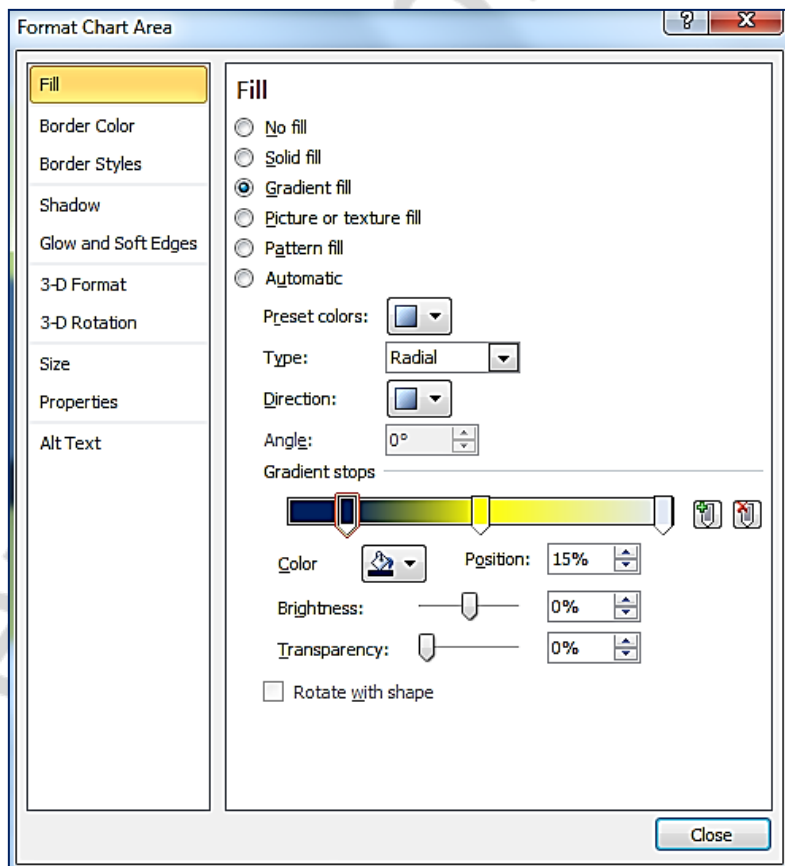 Format Chart Area
?
X
Fill
Border Color
Border Styles
Shadow
Glow and Soft Edges
3-D Format
3-D Rotation
Size
Properties
Alt Text
Fill
No fill
Solid fill
Gradient fill
Picture or texture fill
Pattern fill
Automatic
Preset colors:
Type: Radial
Direction:
Angle: 0°
Gradient stops
Color Position: 15%
Brightness: 0%
Transparency: 0%
Rotate with shape
Close